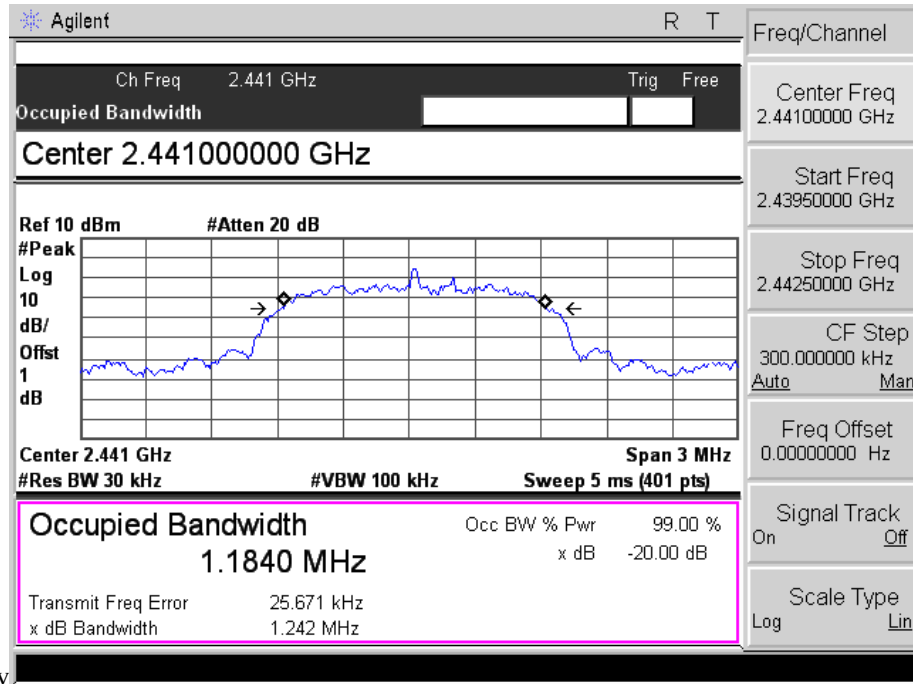 Agilent R T
Freq/Channel
Ch Freq 2.441 GHz Trig Free
Occupied Bandwidth
Center 2.441000000 GHz
Ref 10 dBm #Atten 20 dB
#Peak
Log
10
dB/
Offst
1
dB
Center 2.441 GHz Span 3 MHz
#Res BW 30 kHz #VBW 100 kHz Sweep 5 ms (401 pts)
Occupied Bandwidth
1.1840 MHz
Occ BW % Pwr 99.00 %
x dB -20.00 dB
Transmit Freq Error 25.671 kHz
x dB Bandwidth 1.242 MHz
Center Freq
2.44100000 GHz
Start Freq
2.43950000 GHz
Stop Freq
2.44250000 GHz
CF Step
300.000000 kHz
Auto Man
Freq Offset
0.00000000 Hz
Signal Track
On Off
Scale Type
Log Lin